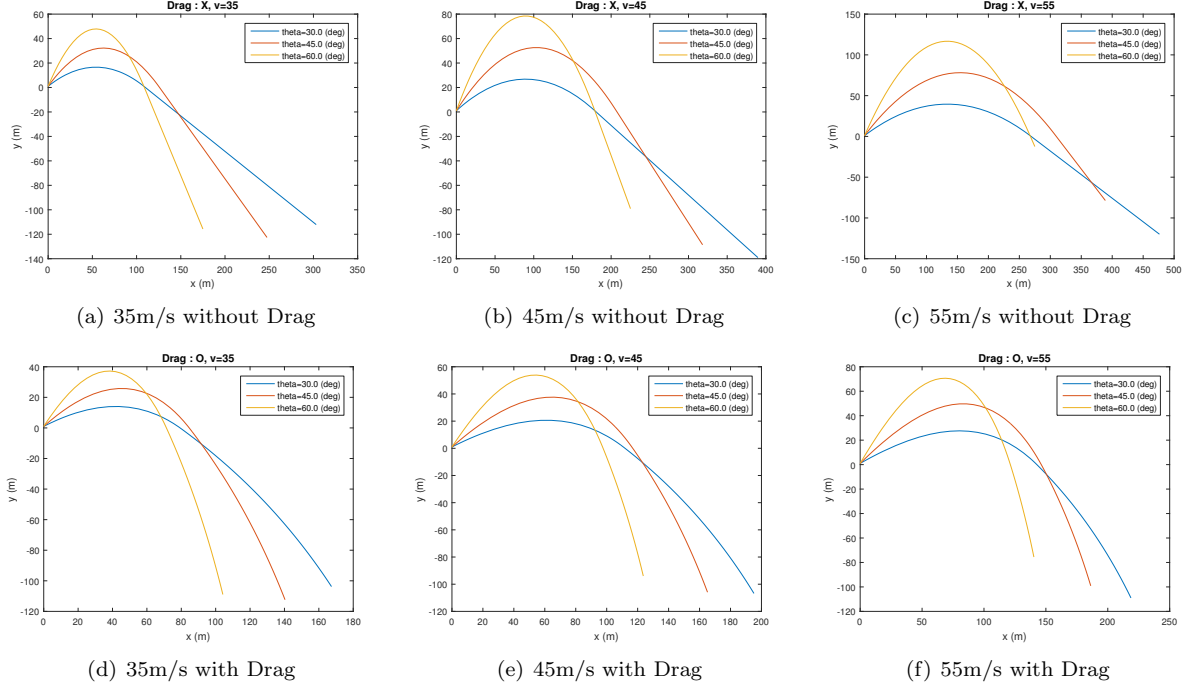 Drag : X, v=35
theta=30.0 (deg)
theta=45.0 (deg)
theta=60.0 (deg)
60
40
20
0
-20
-40
-60
-80
-100
-120
-140
y (m)
0 50 100 150 200 250 300 350
x (m)
(a) 35m/s without Drag
Drag : X, v=45
theta=30.0 (deg)
theta=45.0 (deg)
theta=60.0 (deg)
80
60
40
20
0
-20
-40
-60
-80
-100
-120
y (m)
0 50 100 150 200 250 300 350 400
x (m)
(b) 45m/s without Drag
Drag : X, v=55
theta=30.0 (deg)
theta=45.0 (deg)
theta=60.0 (deg)
150
100
50
0
-50
-100
-150
y (m)
0 50 100 150 200 250 300 350 400 450 500
x (m)
(c) 55m/s without Drag
Drag : O, v=35
theta=30.0 (deg)
theta=45.0 (deg)
theta=60.0 (deg)
40
20
0
-20
-40
-60
-80
-100
-120
y (m)
0 20 40 60 80 100 120 140 160 180
x (m)
(d) 35m/s with Drag
Drag : O, v=45
theta=30.0 (deg)
theta=45.0 (deg)
theta=60.0 (deg)
60
40
20
0
-20
-40
-60
-80
-100
-120
y (m)
0 20 40 60 80 100 120 140 160 180 200
x (m)
(e) 45m/s with Drag
Drag : O, v=55
theta=30.0 (deg)
theta=45.0 (deg)
theta=60.0 (deg)
80
60
40
20
0
-20
-40
-60
-80
-100
-120
y (m)
0 50 100 150 200 250
x (m)
(f) 55m/s with Drag